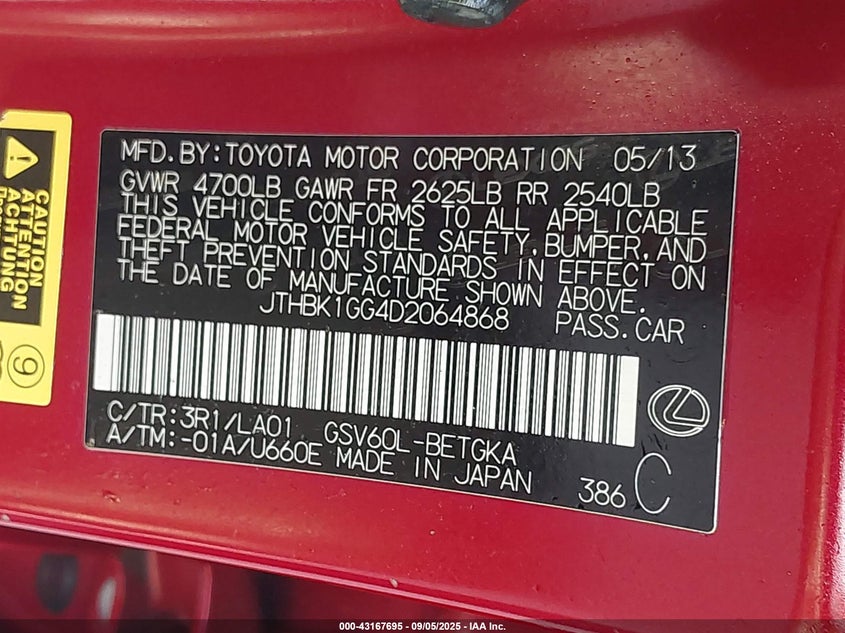 MFD.BY:TOYOTA MOTOR CORPORATION 05/13
GVWR 4700LB GAWR FR 2625LB RR 2540LB
THIS VEHICLE CONFORMS TO ALL APPLICABLE
FEDERAL MOTOR VEHICLE SAFETY,BUMPER,AND
THEFT PREVENTION STANDARDS IN EFFECT ON
THE DATE OF MANUFACTURE SHOWN ABOVE.
JTHBK1GG4D2064868 PASS.CAR
C/TR:3R1/LA01 GSV60L-BETGKA
A/TM:-01A/U660E MADE IN JAPAN
386 C
CAUTION
ATTENTION
ACHTUNG
9
000-43167695 - 09/05/2025 - IAA Inc.